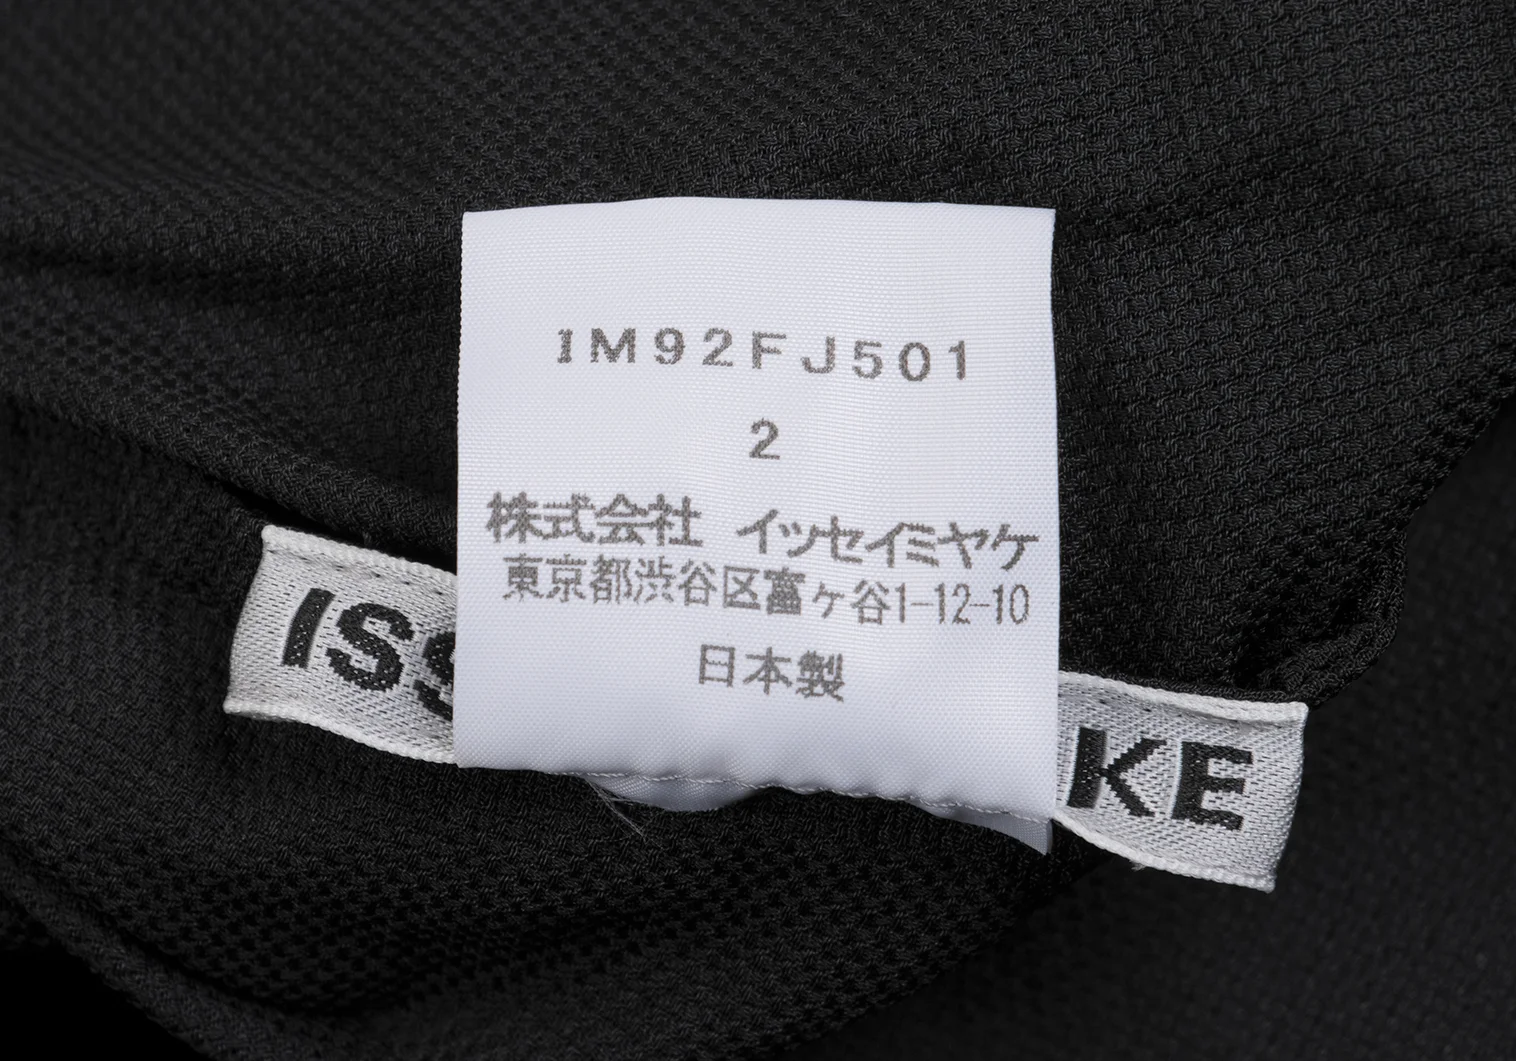 IM92FJ501
2
株式会社 イッセイミヤケ
東京都渋谷区富ヶ谷1-12-10
日本製
ISS
KE